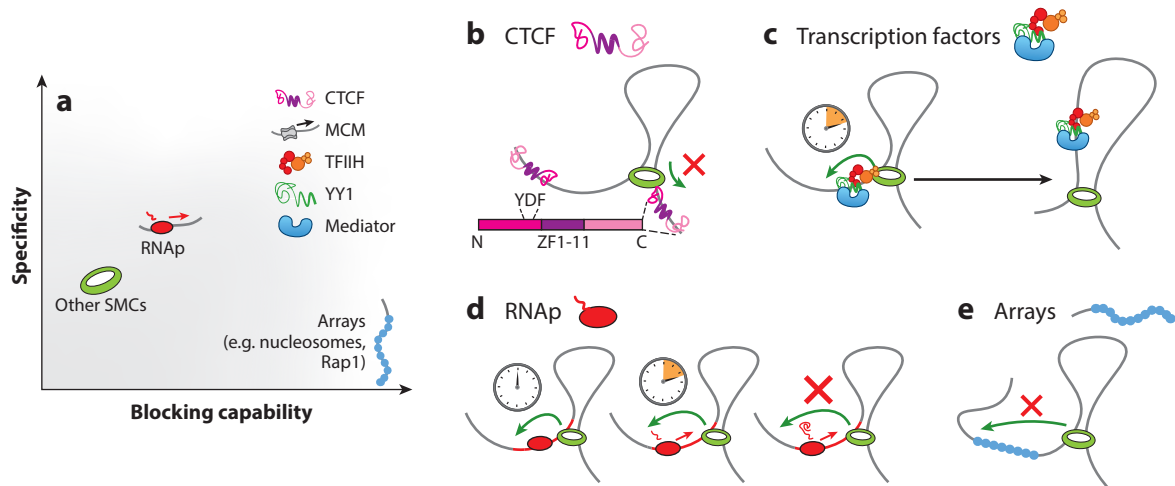 a
Specificity
Blocking capability
CTCF
MCM
TFIIH
YY1
Mediator
RNAp
Other SMCs
Arrays
(e.g. nucleosomes,
Rap1)
b CTCF
YDF
N ZF1-11 C
c Transcription factors
d RNAp
e Arrays